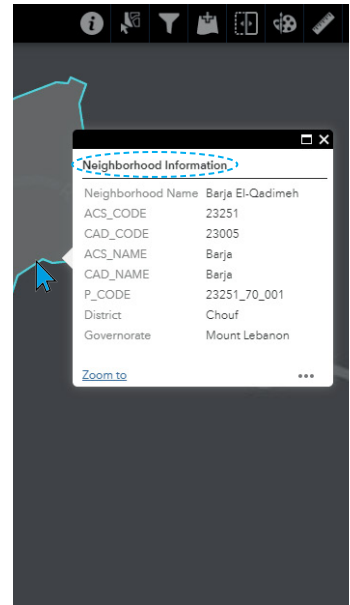 Neighborhood Information
Neighborhood Name Barja El-Qadimeh
ACS_CODE 23251
CAD_CODE 23005
ACS_NAME Barja
CAD_NAME Barja
P_CODE 23251_70_001
District Chouf
Governorate Mount Lebanon
Zoom to